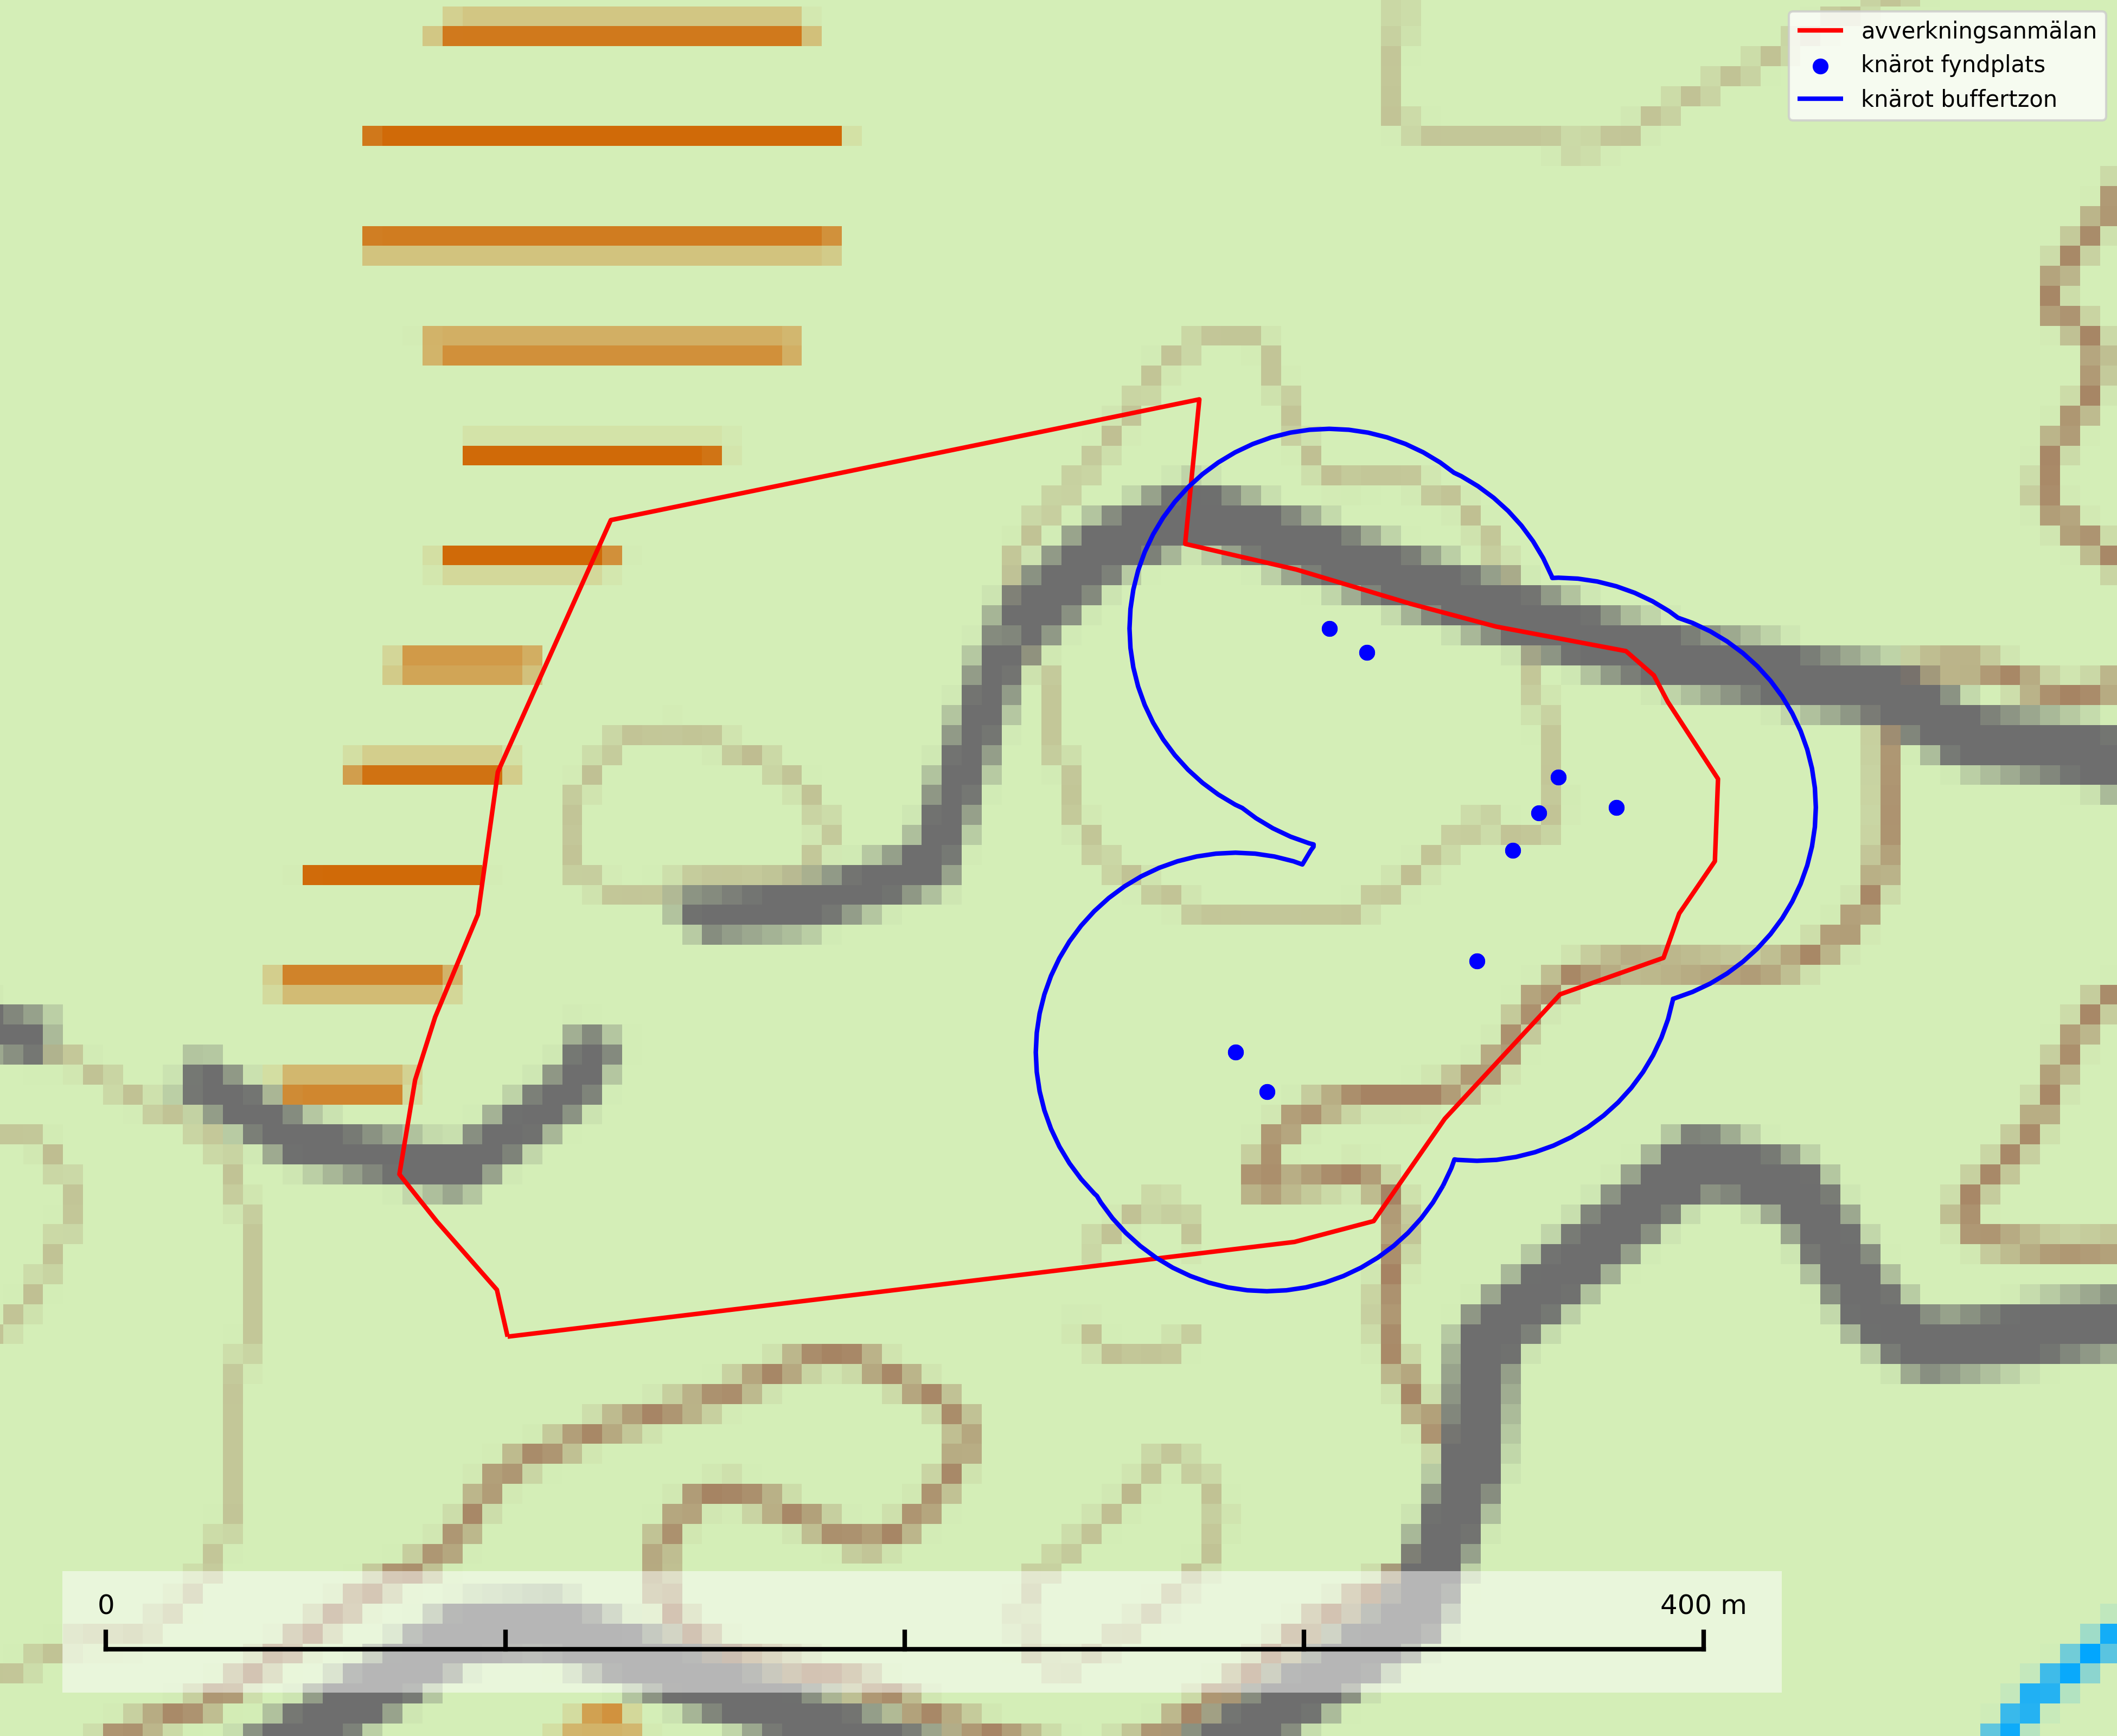 avverkningsanmälan
knärot fyndplats
knärot buffertzon
0
400 m